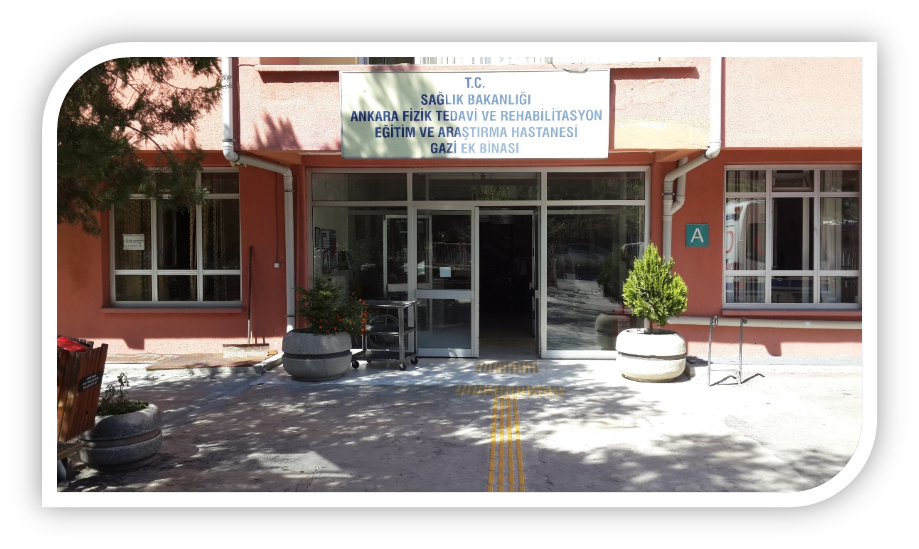 T.C.
SAĞLIK BAKANLIĞI
ANKARA FİZİK TEDAVİ VE REHABİLİTASYON
EĞİTİM VE ARAŞTIRMA HASTANESİ
GAZİ EK BİNASI
A